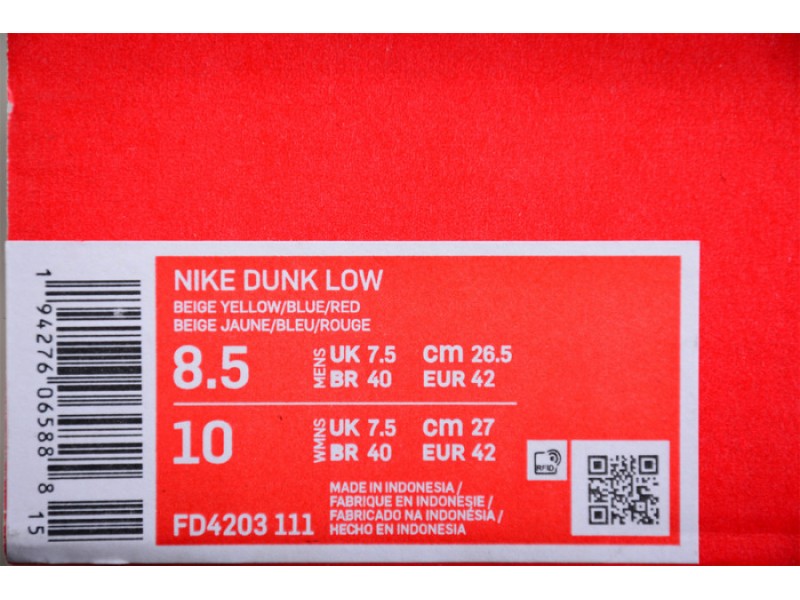 NIKE DUNK LOW
BEIGE YELLOW/BLUE/RED
BEIGE JAUNE/BLEU/ROUGE
8.5
MENS
UK 7.5 cm 26.5
BR 40 EUR 42
10
WMNS
UK 7.5 cm 27
BR 40 EUR 42
RFID
MADE IN INDONESIA /
FABRIQUE EN INDONÉSIE /
FABRICADO NA INDONÉSIA /
HECHO EN INDONESIA
FD4203 111
1 94276 06588 8 15